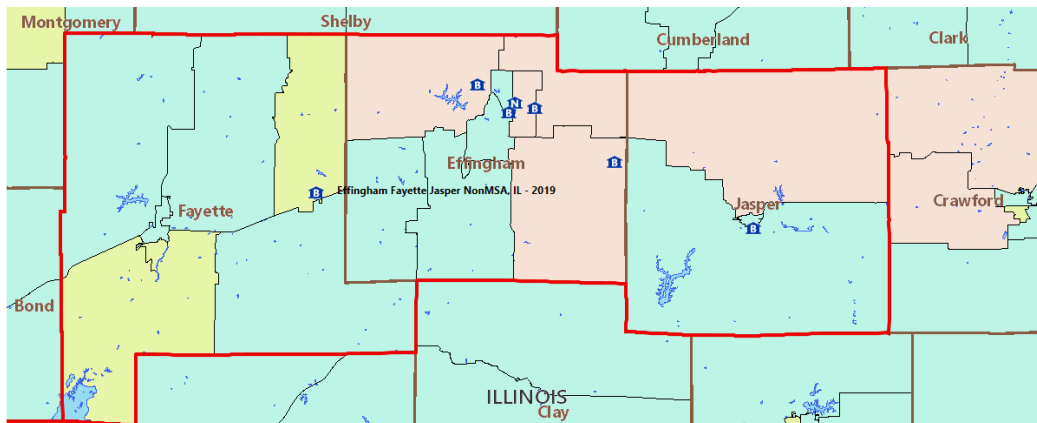 Montgomery
Shelby
Cumberland
Clark
B
N
B
B
Effingham
B
B
Effingham Fayette Jasper NonMSA, IL - 2019
Fayette
Jasper
Crawford
B
Bond
ILLINOIS
Clay